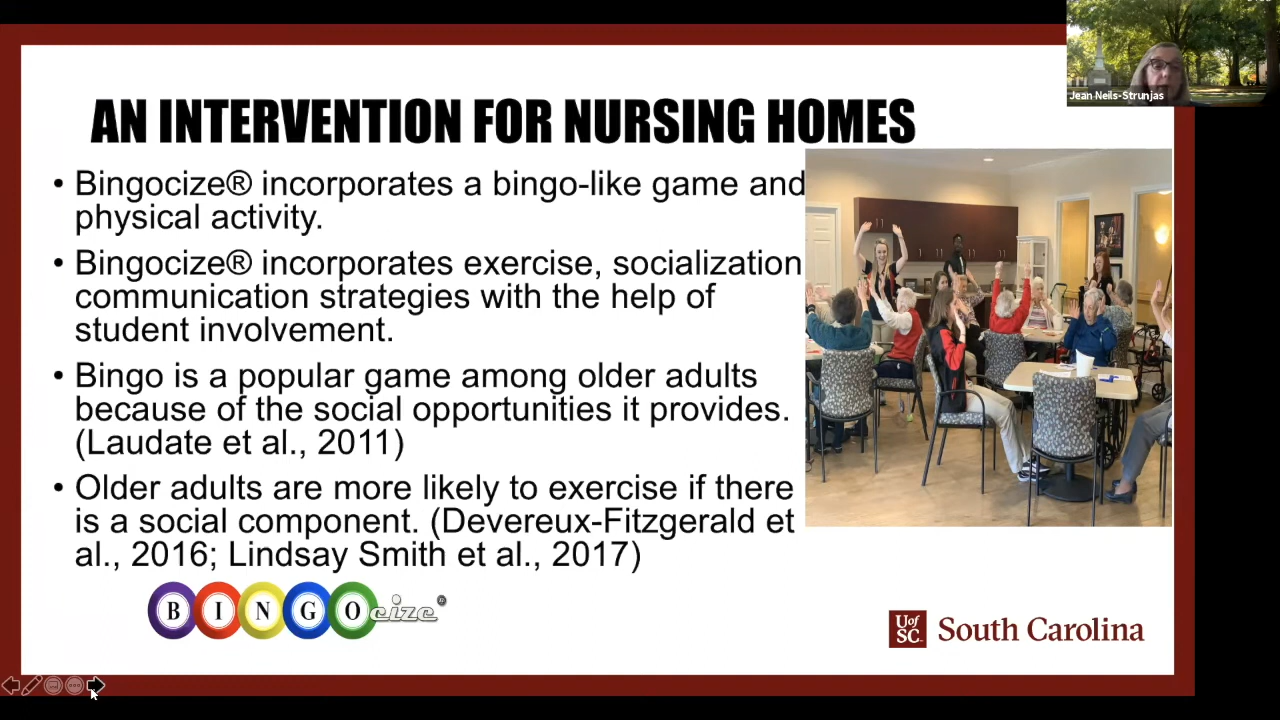 Jean Neils-Strunjas
AN INTERVENTION FOR NURSING HOMES
• Bingocize® incorporates a bingo-like game and
physical activity.
• Bingocize® incorporates exercise, socialization
communication strategies with the help of
student involvement.
• Bingo is a popular game among older adults
because of the social opportunities it provides.
(Laudate et al., 2011)
• Older adults are more likely to exercise if there
is a social component. (Devereux-Fitzgerald et
al., 2016; Lindsay Smith et al., 2017)
BINGOcize®
UofSC South Carolina